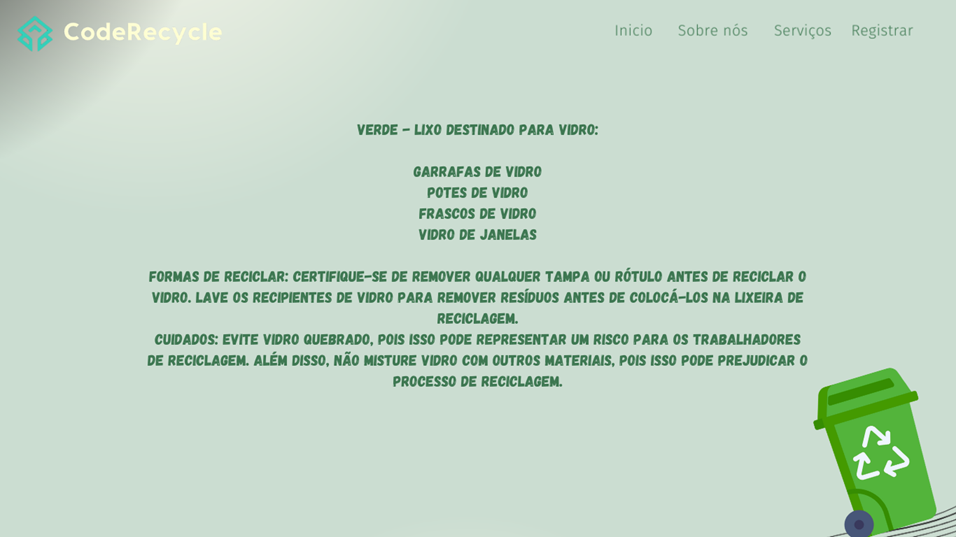 CodeRecycle
Inicio Sobre nós Serviços Registrar
VERDE - LIXO DESTINADO PARA VIDRO:
GARRAFAS DE VIDRO
POTES DE VIDRO
FRASCOS DE VIDRO
VIDRO DE JANELAS
FORMAS DE RECICLAR: CERTIFIQUE-SE DE REMOVER QUALQUER TAMPA OU RÓTULO ANTES DE RECICLAR O
VIDRO. LAVE OS RECIPIENTES DE VIDRO PARA REMOVER RESÍDUOS ANTES DE COLOCÁ-LOS NA LIXEIRA DE
RECICLAGEM.
CUIDADOS: EVITE VIDRO QUEBRADO, POIS ISSO PODE REPRESENTAR UM RISCO PARA OS TRABALHADORES
DE RECICLAGEM. ALÉM DISSO, NÃO MISTURE VIDRO COM OUTROS MATERIAIS, POIS ISSO PODE PREJUDICAR O
PROCESSO DE RECICLAGEM.